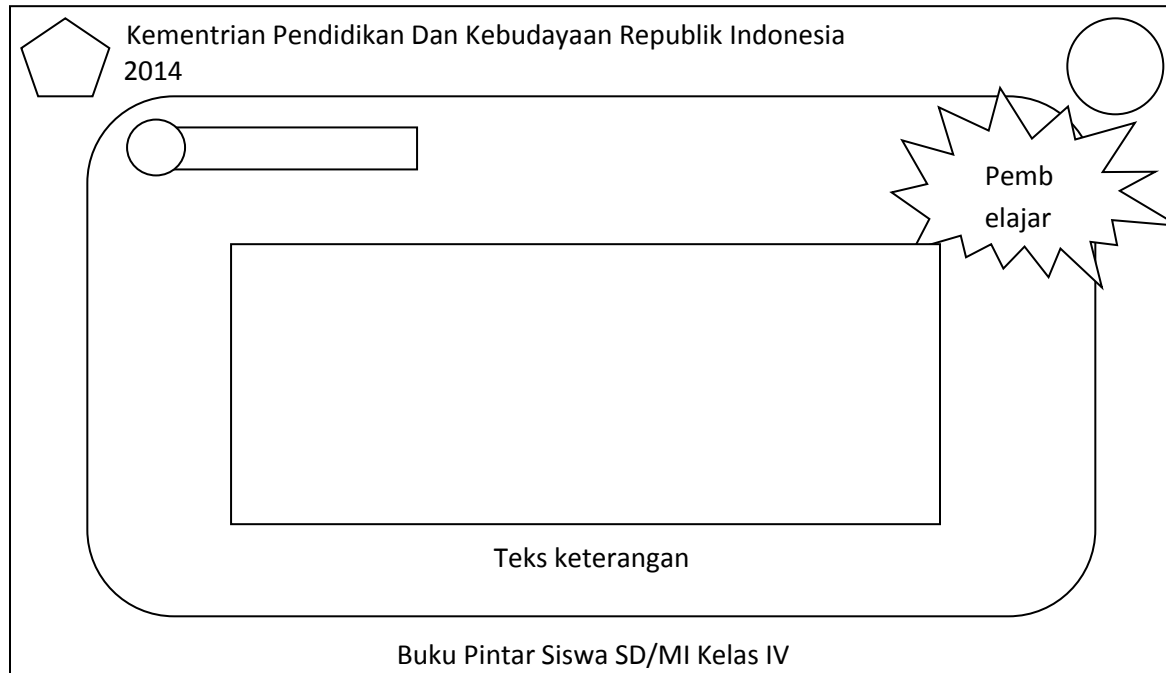 Kementrian Pendidikan Dan Kebudayaan Republik Indonesia
2014
Pemb
elajar
Teks keterangan
Buku Pintar Siswa SD/MI Kelas IV